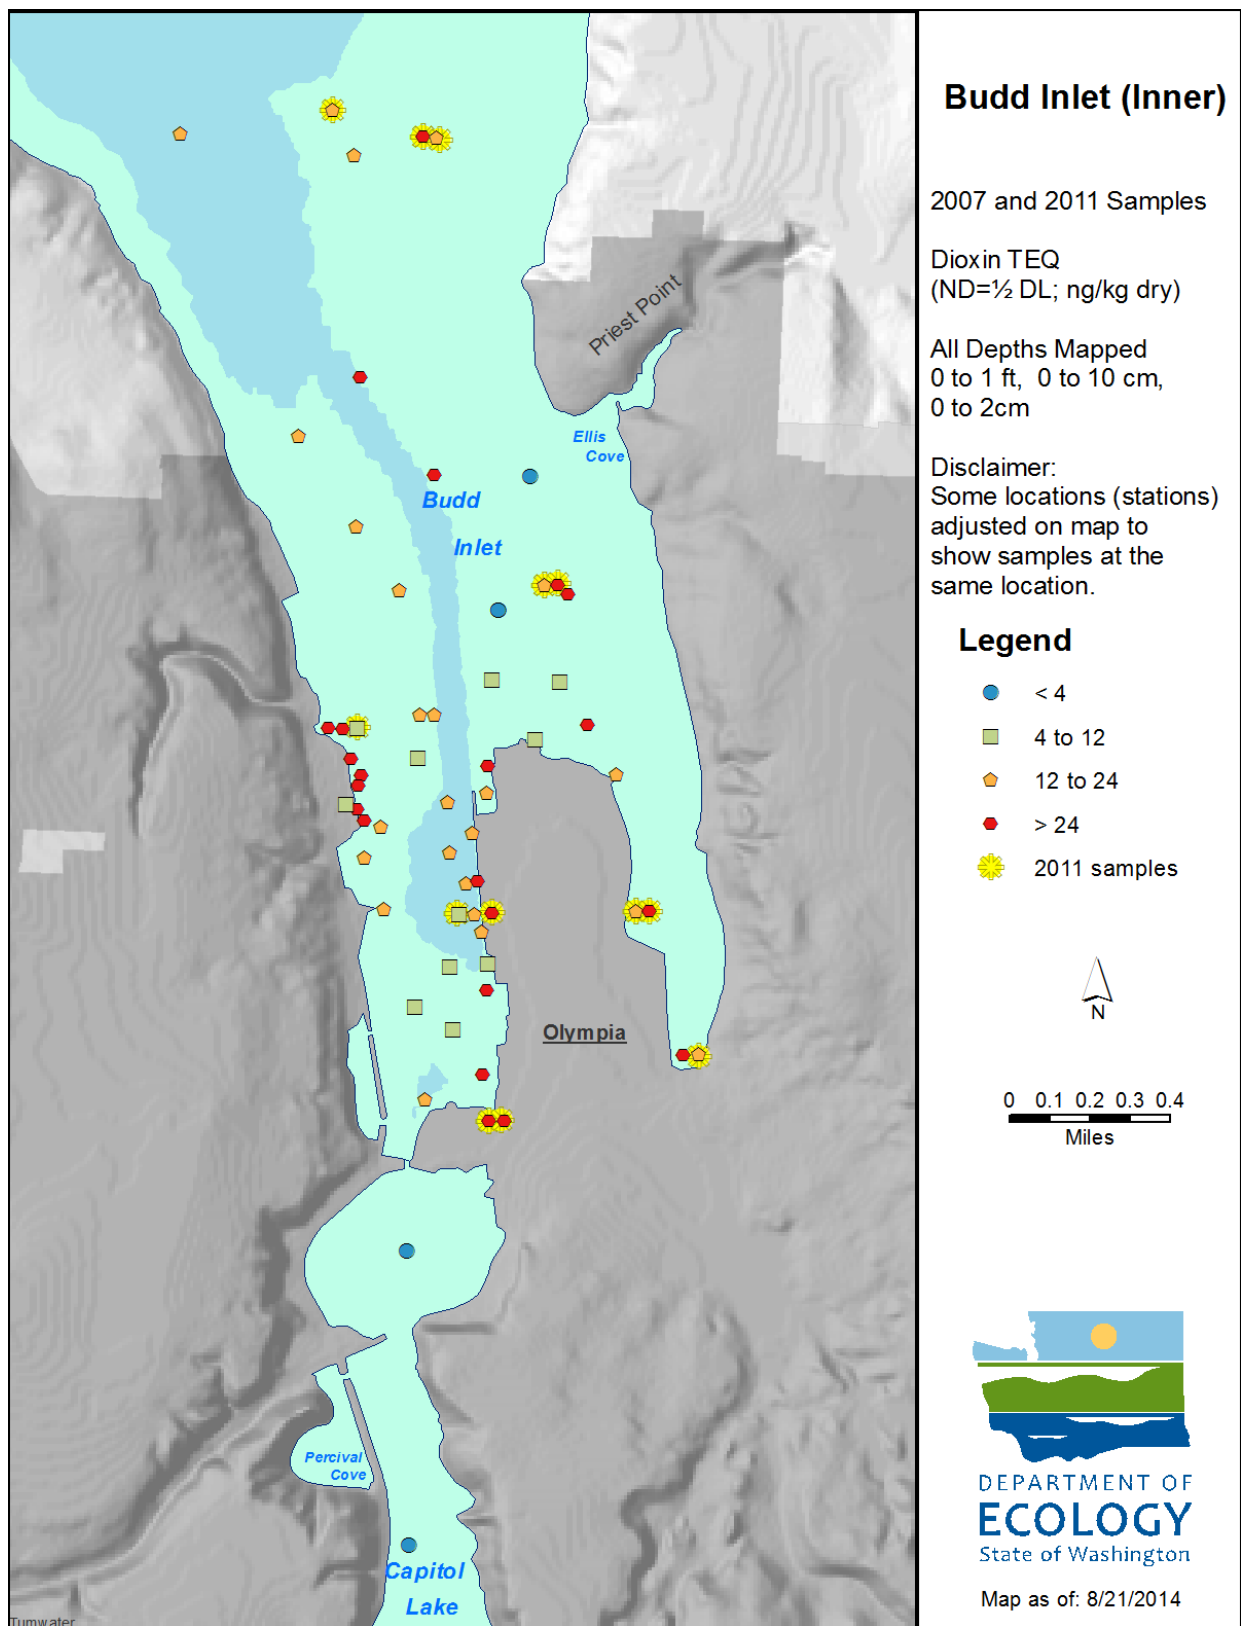 Budd Inlet (Inner)
2007 and 2011 Samples
Dioxin TEQ
(ND=½ DL; ng/kg dry)
All Depths Mapped
0 to 1 ft,  0 to 10 cm,
0 to 2cm
Disclaimer:
Some locations (stations)
adjusted on map to
show samples at the
same location.
Legend
< 4
4 to 12
12 to 24
> 24
2011 samples
N
0 0.1 0.2 0.3 0.4
Miles
DEPARTMENT OF
ECOLOGY
State of Washington
Map as of: 8/21/2014
Priest Point
Ellis
Cove
Budd
Inlet
Olympia
Percival
Cove
Capitol
Lake
Tumwater